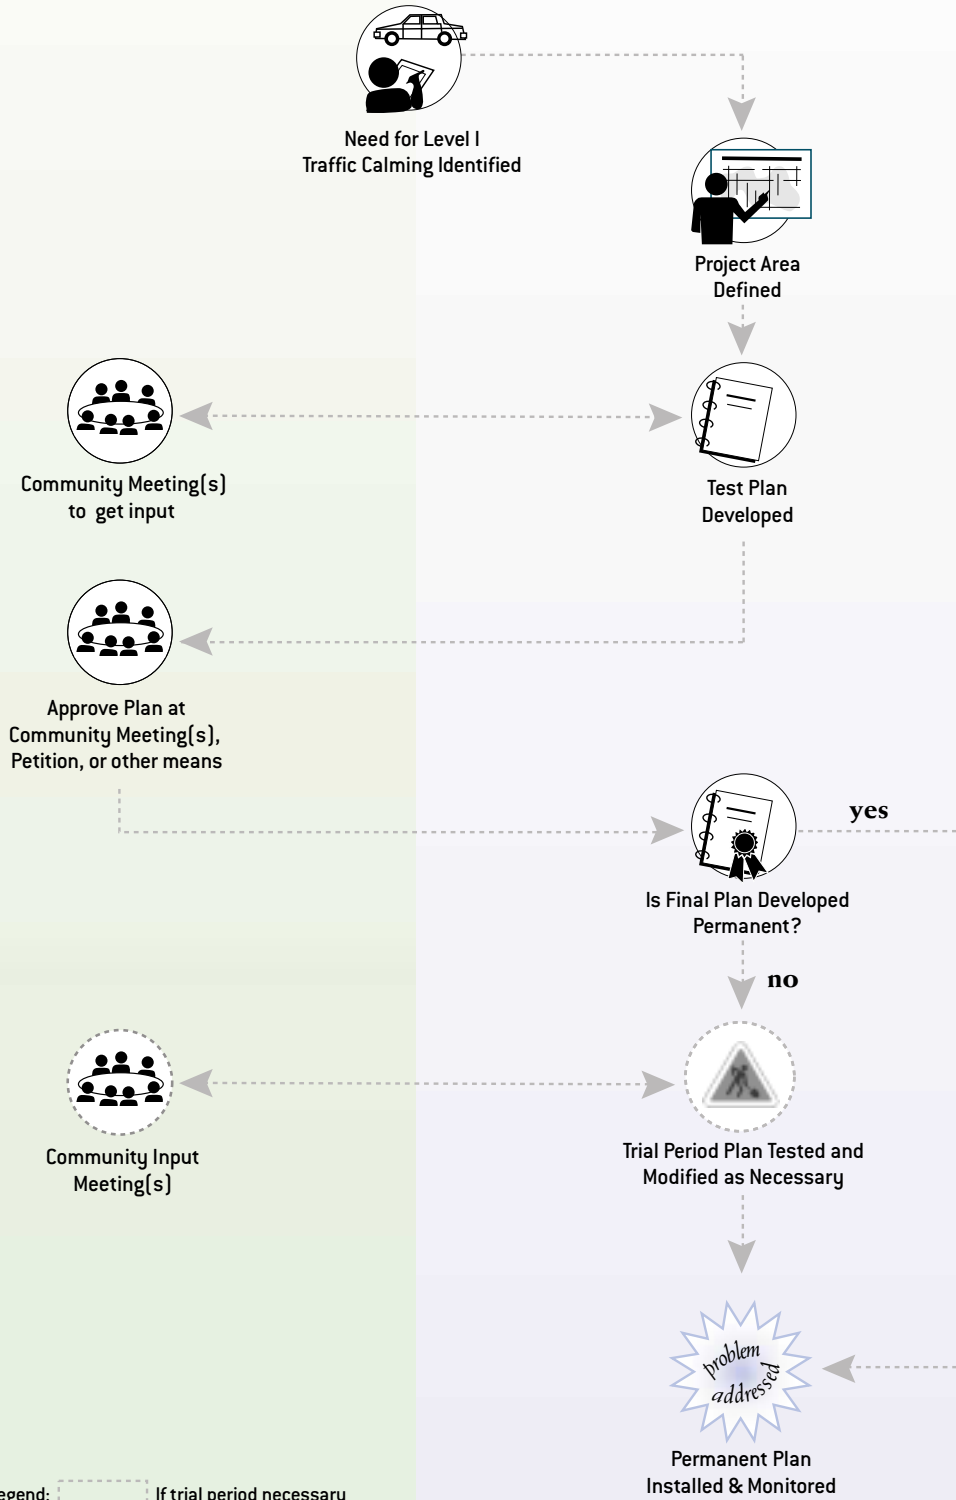 Need for Level I
Traffic Calming Identified
Project Area
Defined
Community Meeting(s)
to get input
Test Plan
Developed
Approve Plan at
Community Meeting(s),
Petition, or other means
yes
Is Final Plan Developed
Permanent?
no
Community Input
Meeting(s)
Trial Period Plan Tested and
Modified as Necessary
problem
addressed
Permanent Plan
Installed & Monitored
egend:
If trial period necessary